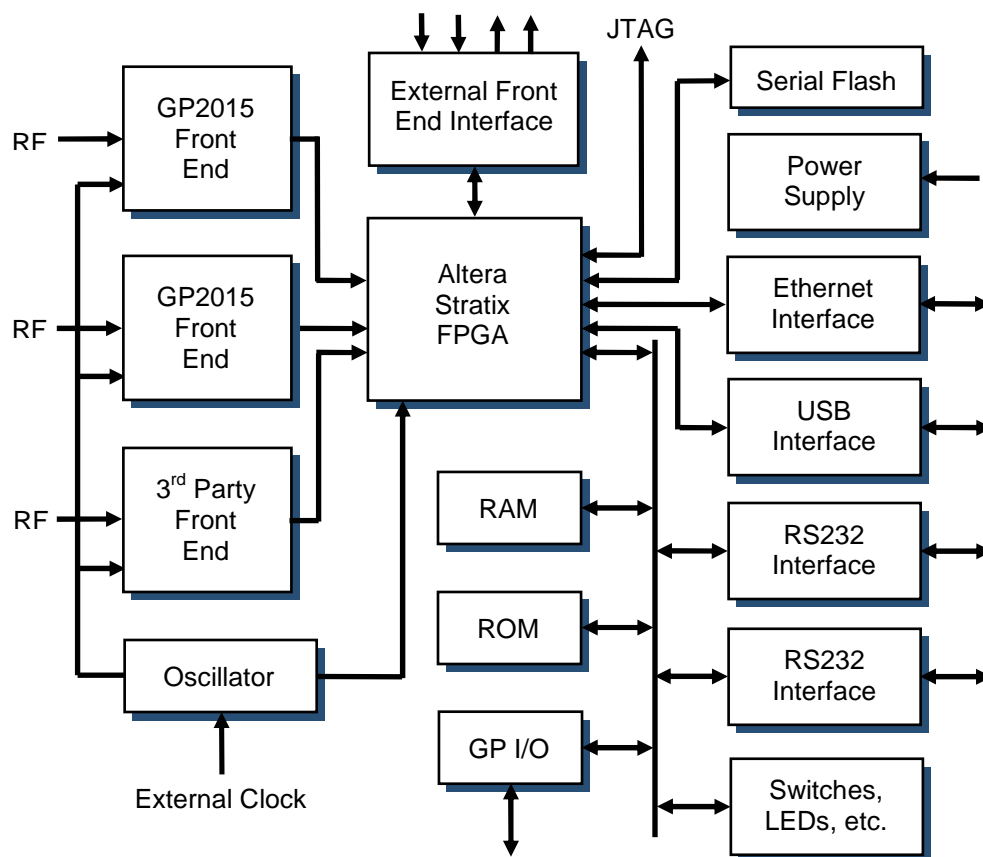 JTAG
GP2015
Front
End
RF
External Front
End Interface
Serial Flash
Power
Supply
Altera
Stratix
FPGA
GP2015
Front
End
RF
Ethernet
Interface
USB
Interface
3rd Party
Front
End
RF
RAM
RS232
Interface
ROM
RS232
Interface
Oscillator
GP I/O
External Clock
Switches,
LEDs, etc.